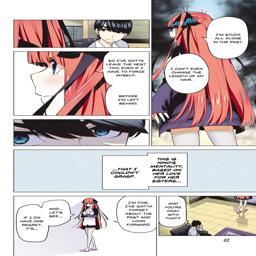 I'M STUCK
ALL ALONE
IN THE
PAST.
I CAN'T EVEN
CHANGE THE
LENGTH OF
MY HAIR.
SO I'VE GOTTA
LEAVE THE NEST
TOO, EVEN IF I
HAVE TO FORCE
MYSELF.
BEFORE
I'M LEFT
BEHIND.
THIS IS
NINO'S
MENTALITY,
BASED ON
HER LOVE
FOR HER
SISTERS...
...THAT I
COULDN'T
GRASP.
AND
YOU'RE
OKAY
WITH
THAT?
I'M FINE.
I'VE GOTTA
FORGET
ABOUT THE
PAST AND
LOOK
FORWARD.
AND...
LET'S
SEE...
IF I DO
HAVE ONE
REGRET,
IT'S...